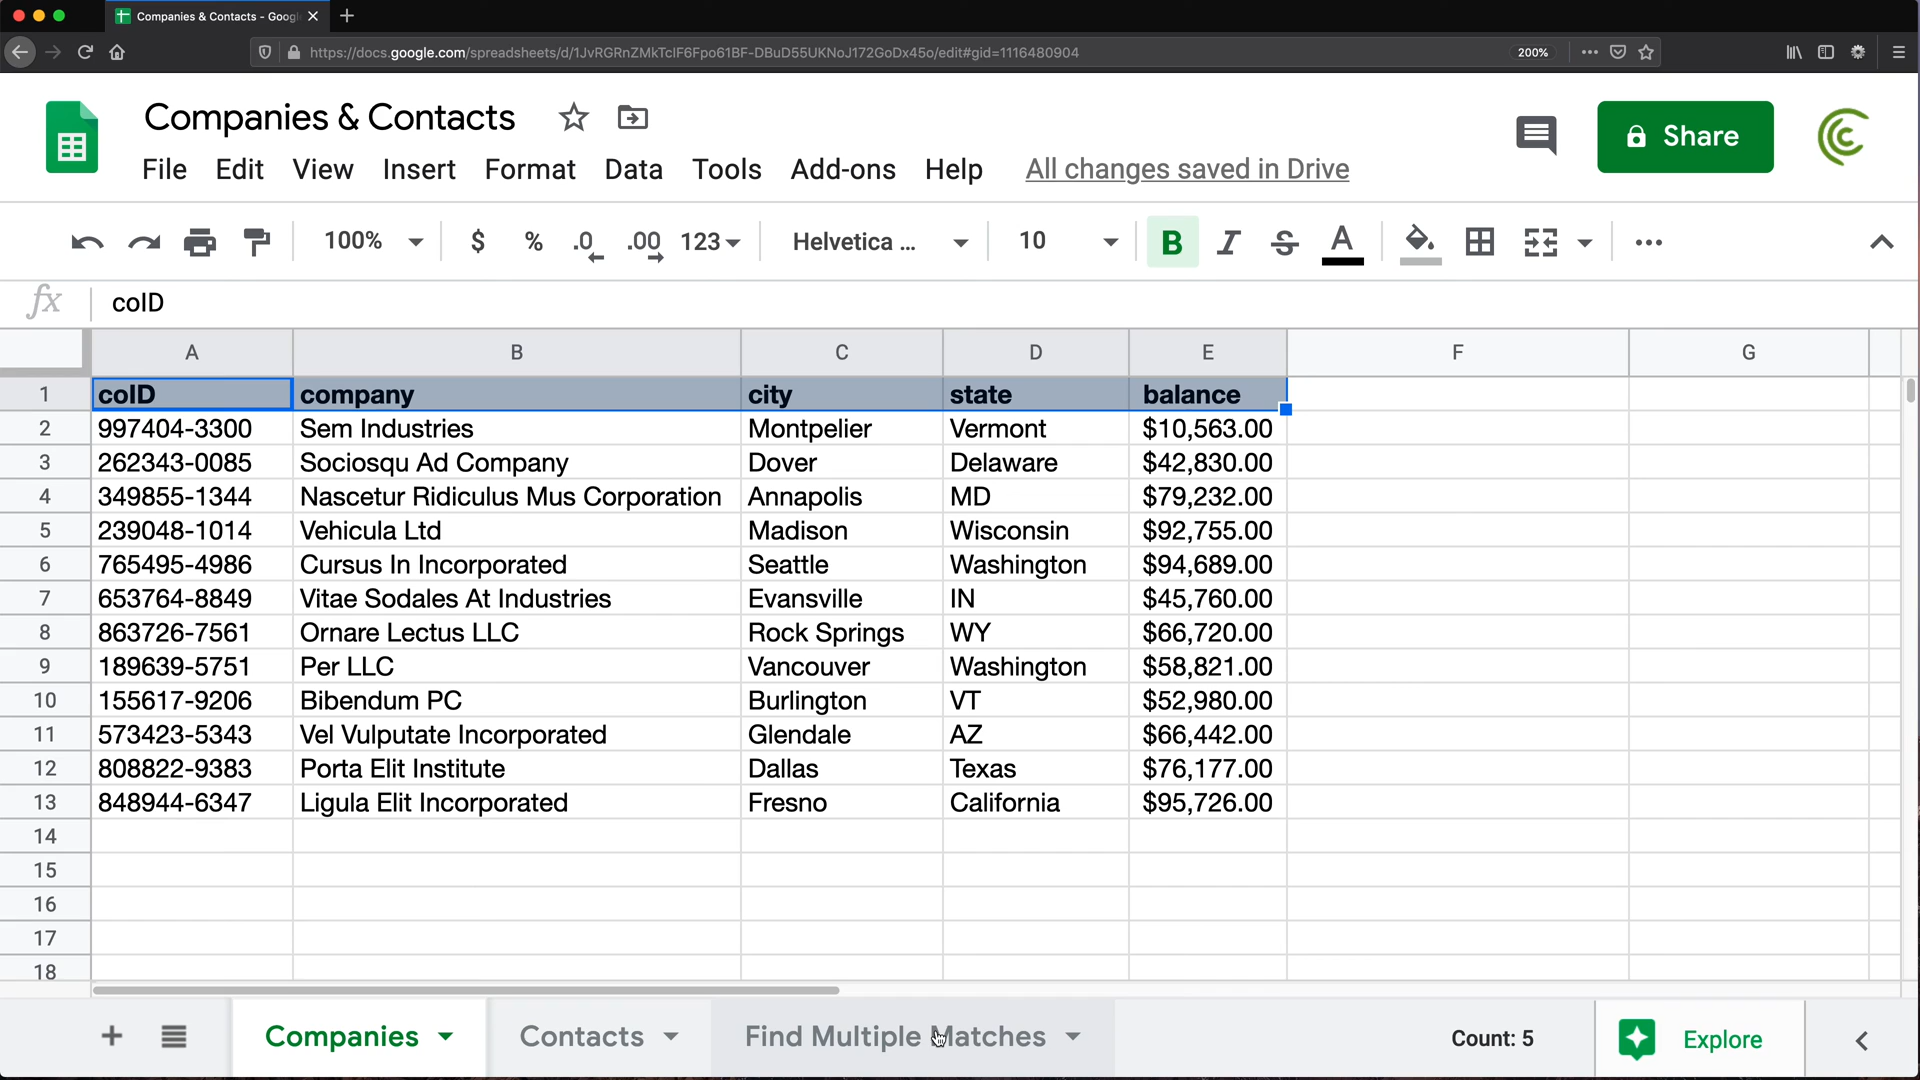 Companies & Contacts - Goog
https://docs.google.com/spreadsheets/d/1JvRGRnZMkTcIF6Fpo61BF-DBuD55UKNoJ172GoDx45o/edit#gid=1116480904 200%
Companies & Contacts
Share
File Edit View Insert Format Data Tools Add-ons Help All changes saved in Drive
100% $ % .0 .00 123 Helvetica ... 10 B I S A
fx coID
A B C D E F G
1 coID company city state balance
2 997404-3300 Sem Industries Montpelier Vermont $10,563.00
3 262343-0085 Sociosqu Ad Company Dover Delaware $42,830.00
4 349855-1344 Nascetur Ridiculus Mus Corporation Annapolis MD $79,232.00
5 239048-1014 Vehicula Ltd Madison Wisconsin $92,755.00
6 765495-4986 Cursus In Incorporated Seattle Washington $94,689.00
7 653764-8849 Vitae Sodales At Industries Evansville IN $45,760.00
8 863726-7561 Ornare Lectus LLC Rock Springs WY $66,720.00
9 189639-5751 Per LLC Vancouver Washington $58,821.00
10 155617-9206 Bibendum PC Burlington VT $52,980.00
11 573423-5343 Vel Vulputate Incorporated Glendale AZ $66,442.00
12 808822-9383 Porta Elit Institute Dallas Texas $76,177.00
13 848944-6347 Ligula Elit Incorporated Fresno California $95,726.00
14
15
16
17
18
Companies Contacts Find Multiple Matches Count: 5 Explore